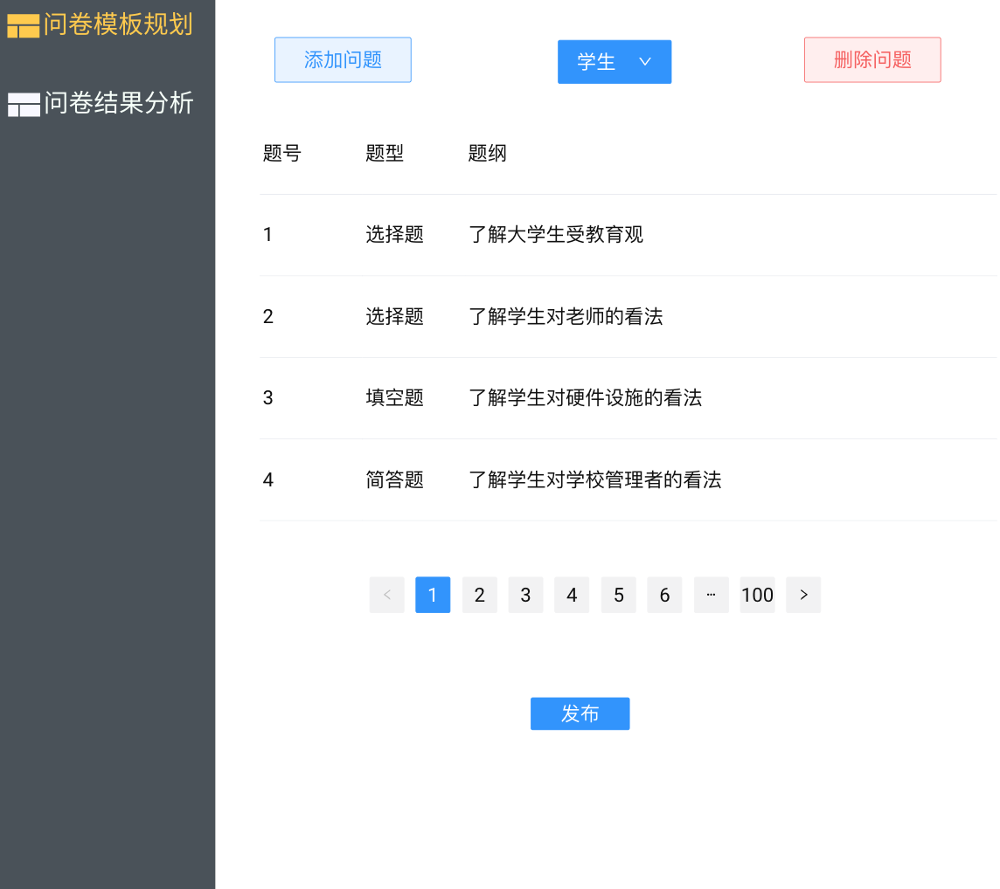 问卷模板规划
问卷结果分析
添加问题 学生 删除问题
题号 题型 题纲
1 选择题 了解大学生受教育观
2 选择题 了解学生对老师的看法
3 填空题 了解学生对硬件设施的看法
4 简答题 了解学生对学校管理者的看法
< 1 2 3 4 5 6 ··· 100 >
发布